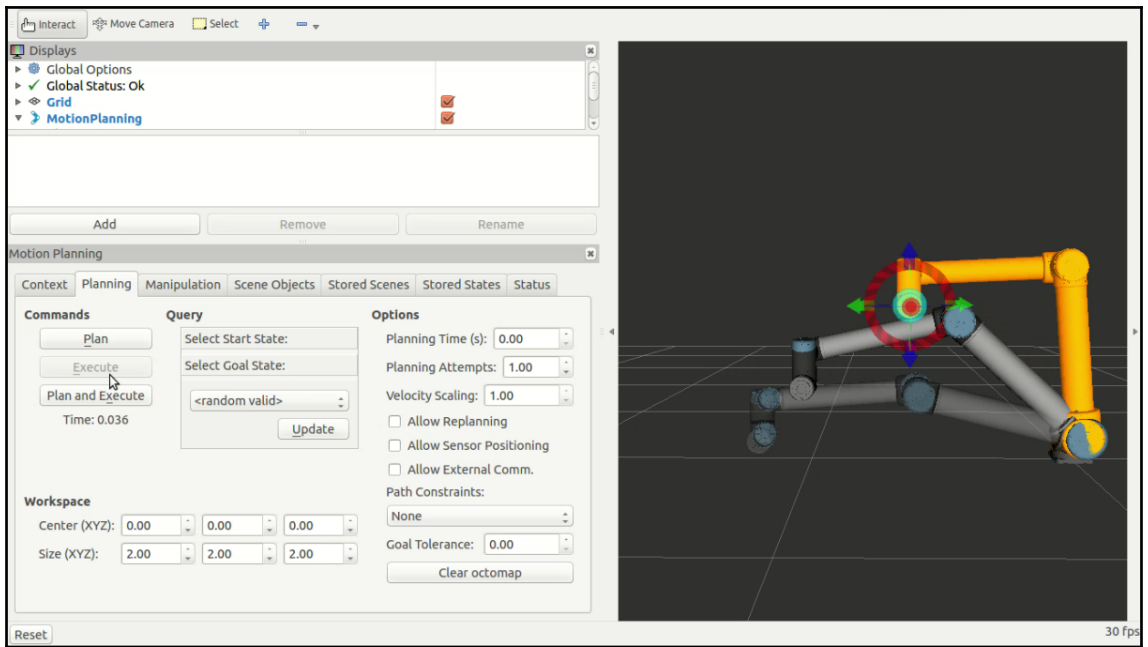 Interact Move Camera Select
Displays
Global Options
Global Status: Ok
Grid
MotionPlanning
Add Remove Rename
Motion Planning
Context Planning Manipulation Scene Objects Stored Scenes Stored States Status
Commands Query Options
Plan Select Start State: Planning Time (s): 0.00
Execute Select Goal State: Planning Attempts: 1.00
Plan and Execute <random valid> Velocity Scaling: 1.00
Time: 0.036 Update Allow Replanning
Allow Sensor Positioning
Allow External Comm.
Path Constraints:
Workspace
Center (XYZ): 0.00 0.00 0.00 None
Size (XYZ): 2.00 2.00 2.00 Goal Tolerance: 0.00
Clear octomap
Reset 30 fps